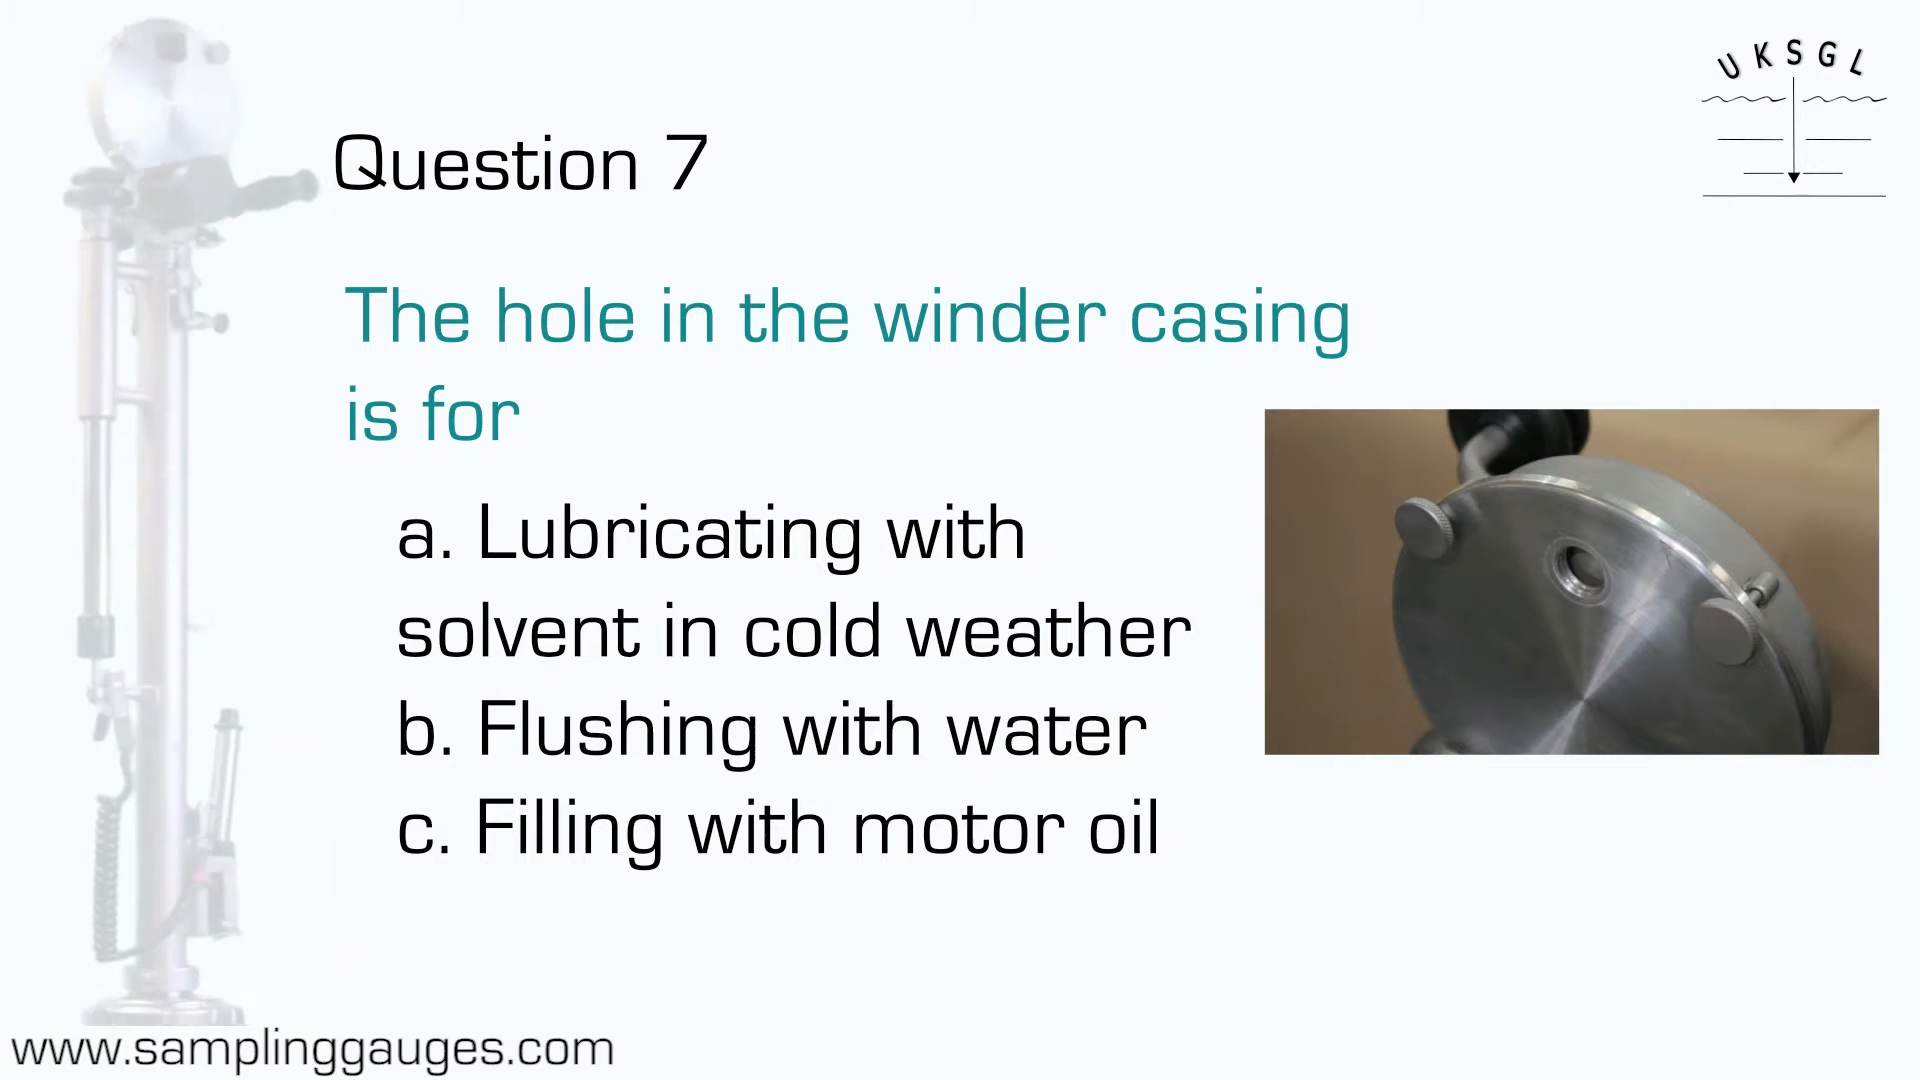 UKSGL
Question 7
The hole in the winder casing
is for
a. Lubricating with
solvent in cold weather
b. Flushing with water
c. Filling with motor oil
www.samplinggauges.com